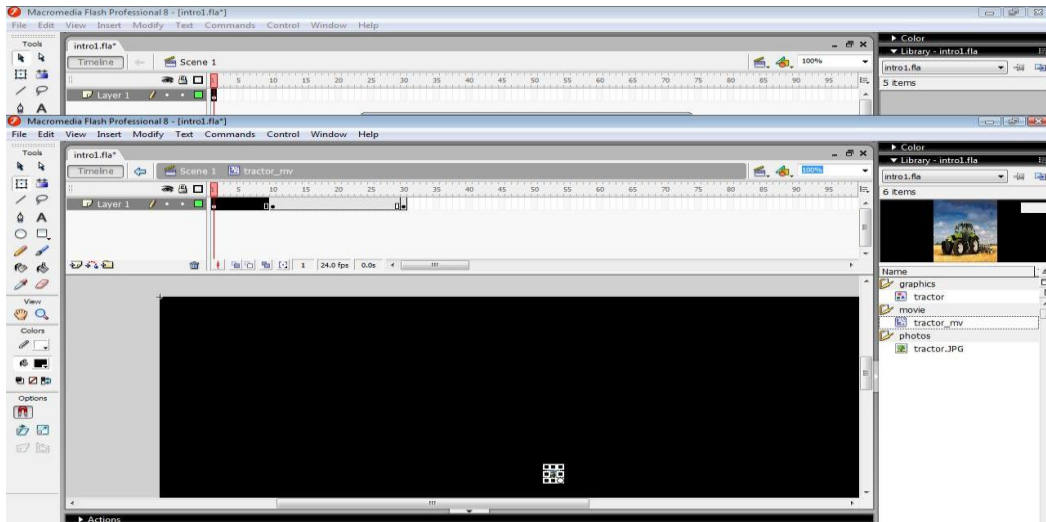 Macromedia Flash Professional 8 - [intro1.fla*]
File Edit View Insert Modify Text Commands Control Window Help
Tools
intro1.fla*
Timeline Scene 1 100%
5 10 15 20 25 30 35 40 45 50 55 60 65 70 75 80 85 90 95
Layer 1
Color
Library - intro1.fla
intro1.fla
5 items
Macromedia Flash Professional 8 - [intro1.fla*]
File Edit View Insert Modify Text Commands Control Window Help
Tools
intro1.fla*
Timeline Scene 1 tractor_mv 100%
5 10 15 20 25 30 35 40 45 50 55 60 65 70 75 80 85 90 95
Layer 1
1 24.0 fps 0.0s
View
Colors
Options
Actions
Color
Library - intro1.fla
intro1.fla
6 items
Name
graphics
tractor
movie
tractor_mv
photos
tractor.JPG